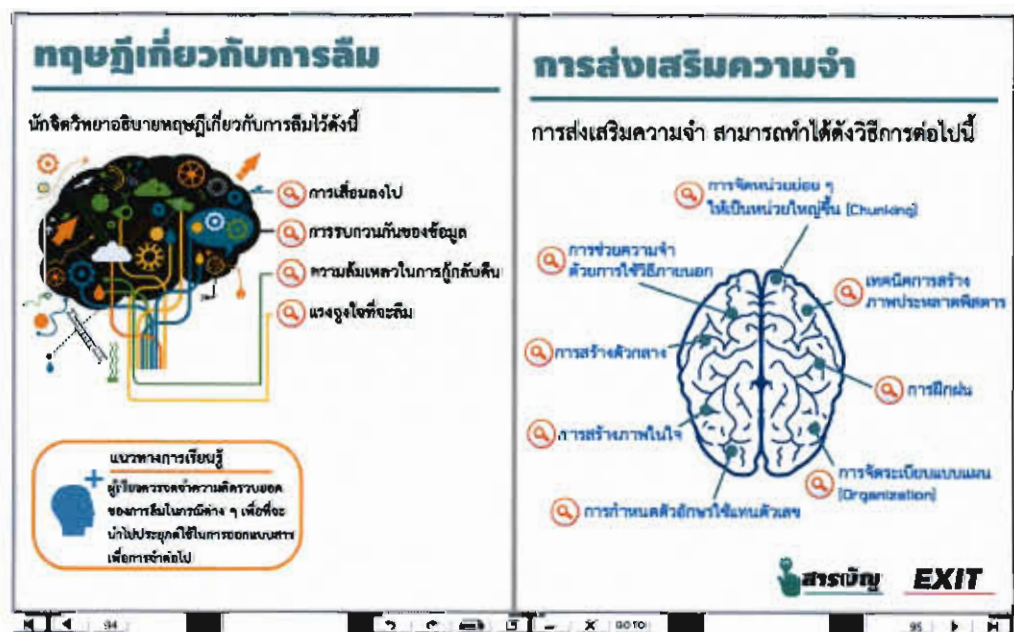 ทฤษฎีเกี่ยวกับการลืม
นักจิตวิทยาอธิบายทฤษฎีเกี่ยวกับการลืมไว้ดังนี้
การเสื่อมลงไป
การรบกวนกันของข้อมูล
ความล้มเหลวในการกู้กลับคืน
แรงจูงใจที่จะลืม
แนวทางการเรียนรู้
ผู้เรียนควรจดจำความคิดรวบยอด
ของการลืมในกรณีต่าง ๆ เพื่อที่จะ
นำไปประยุกต์ใช้ในการออกแบบสาร
เพื่อการจำต่อไป
94
การส่งเสริมความจำ
การส่งเสริมความจำ สามารถทำได้ดังวิธีการต่อไปนี้
การจัดหน่วยย่อย ๆ
ให้เป็นหน่วยใหญ่ขึ้น (Chunking)
การช่วยความจำ
ด้วยการใช้วิธีภายนอก
เทคนิคการสร้าง
ภาพประหลาดพิสดาร
การสร้างตัวกลาง
การฝึกฝน
การสร้างภาพในใจ
การจัดระเบียบแบบแผน
(Organization)
การกำหนดตัวอักษรใช้แทนตัวเลข
สารบัญ EXIT
GO TO
95